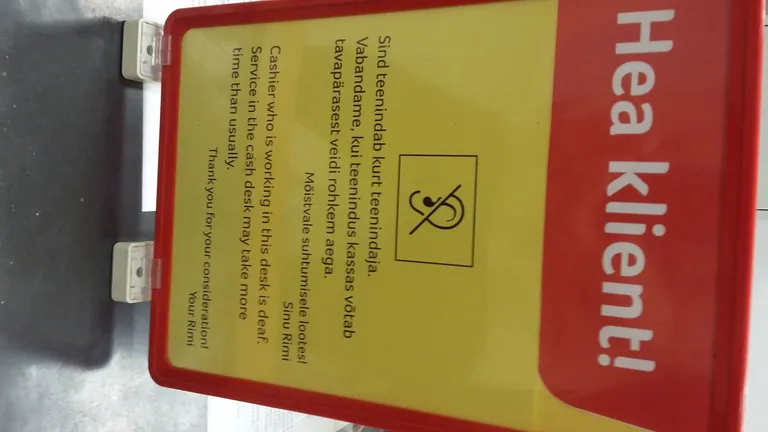 Hea klient!
Sind teenindab kurt teenindaja.
Vabandame, kui teenindus kassas võtab
tavapärasest veidi rohkem aega.
Mõistvale suhtumisele lootes!
Sinu Rimi
Cashier who is working in this desk is deaf.
Service in the cash desk may take more
time than usually.
Thank you for your consideration!
Your Rimi